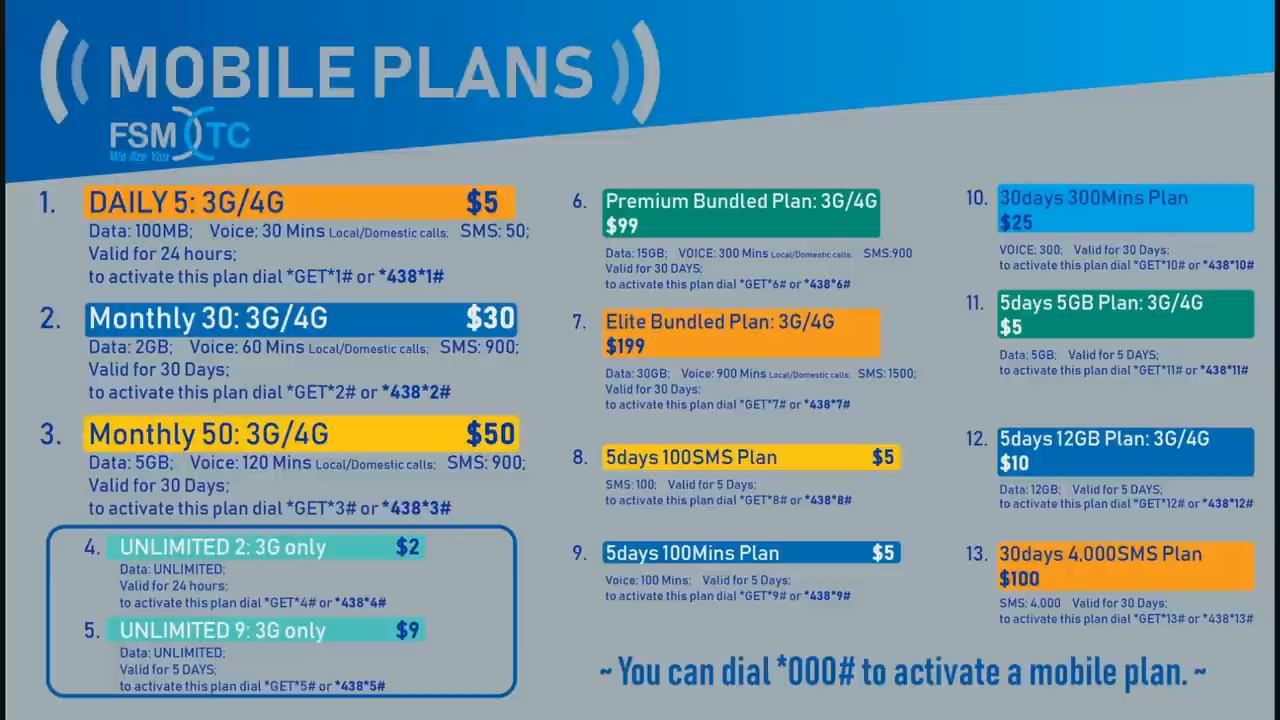 MOBILE PLANS
FSMTC
We Are You
1. DAILY 5: 3G/4G $5
Data: 100MB; Voice: 30 Mins Local/Domestic calls; SMS: 50;
Valid for 24 hours;
to activate this plan dial *GET*1# or *438*1#
2. Monthly 30: 3G/4G $30
Data: 2GB; Voice: 60 Mins Local/Domestic calls; SMS: 900;
Valid for 30 Days;
to activate this plan dial *GET*2# or *438*2#
3. Monthly 50: 3G/4G $50
Data: 5GB; Voice: 120 Mins Local/Domestic calls; SMS: 900;
Valid for 30 Days;
to activate this plan dial *GET*3# or *438*3#
4. UNLIMITED 2: 3G only $2
Data: UNLIMITED;
Valid for 24 hours;
to activate this plan dial *GET*4# or *438*4#
5. UNLIMITED 9: 3G only $9
Data: UNLIMITED;
Valid for 5 DAYS;
to activate this plan dial *GET*5# or *438*5#
6. Premium Bundled Plan: 3G/4G
$99
Data: 15GB; VOICE: 300 Mins Local/Domestic calls; SMS:900
Valid for 30 DAYS;
to activate this plan dial *GET*6# or *438*6#
7. Elite Bundled Plan: 3G/4G
$199
Data: 30GB; Voice: 900 Mins Local/Domestic calls; SMS: 1500;
Valid for 30 Days;
to activate this plan dial *GET*7# or *438*7#
8. 5days 100SMS Plan $5
SMS: 100; Valid for 5 Days;
to activate this plan dial *GET*8# or *438*8#
9. 5days 100Mins Plan $5
Voice: 100 Mins; Valid for 5 Days;
to activate this plan dial *GET*9# or *438*9#
10. 30days 300Mins Plan
$25
VOICE: 300; Valid for 30 Days;
to activate this plan dial *GET*10# or *438*10#
11. 5days 5GB Plan: 3G/4G
$5
Data: 5GB; Valid for 5 DAYS;
to activate this plan dial *GET*11# or *438*11#
12. 5days 12GB Plan: 3G/4G
$10
Data: 12GB; Valid for 5 DAYS;
to activate this plan dial *GET*12# or *438*12#
13. 30days 4,000SMS Plan
$100
SMS: 4,000 Valid for 30 Days;
to activate this plan dial *GET*13# or *438*13#
~ You can dial *000# to activate a mobile plan. ~